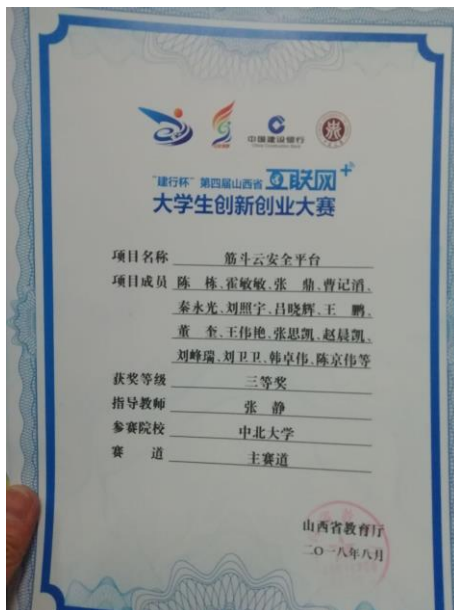 中国建设银行
China Construction Bank
"建行杯"第四届山西省互联网+
大学生创新创业大赛
项目名称 筋斗云安全平台
项目成员 陈 栋、霍敏敏、张 鼎、曹记滔、
秦永光、刘照宇、吕晓辉、王 鹏、
董 奎、王伟艳、张思凯、赵晨凯、
刘峰瑞、刘卫卫、韩卓伟、陈京伟等
获奖等级 三等奖
指导教师 张 静
参赛院校 中北大学
赛 道 主赛道
山西省教育厅
二〇一八年八月